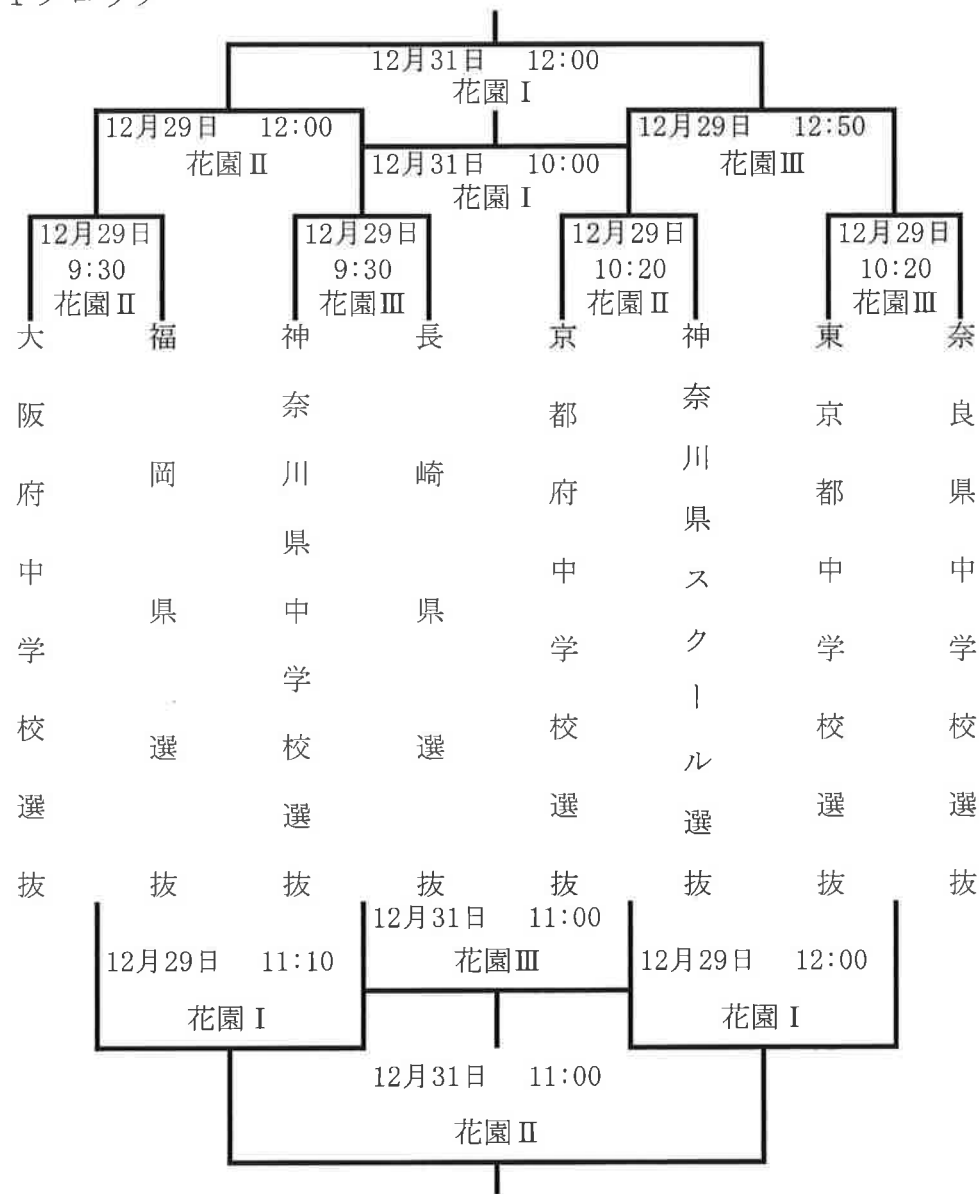 12月31日 12:00
花園Ⅰ
12月29日 12:00
花園Ⅱ
12月31日 10:00
花園Ⅰ
12月29日 12:50
花園Ⅲ
12月29日
9:30
花園Ⅱ
12月29日
9:30
花園Ⅲ
12月29日
10:20
花園Ⅱ
12月29日
10:20
花園Ⅲ
大阪府中学校選抜
福岡県選抜
神奈川県中学校選抜
長崎県選抜
京都府中学校選抜
神奈川県スクール選抜
東京都中学校選抜
奈良県中学校選抜
12月29日 11:10
花園Ⅰ
12月31日 11:00
花園Ⅲ
12月29日 12:00
花園Ⅰ
12月31日 11:00
花園Ⅱ